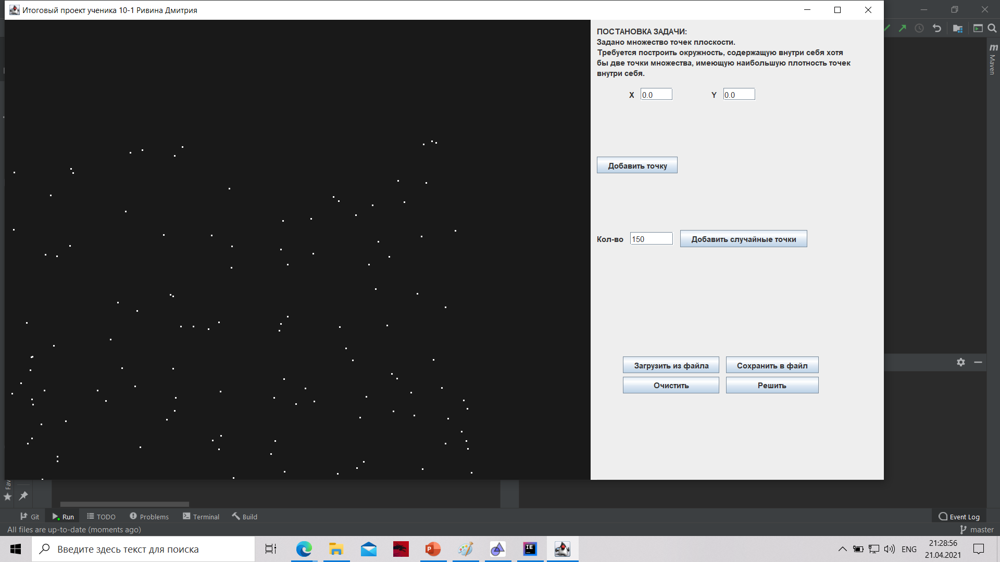 Итоговый проект ученика 10-1 Ривина Дмитрия
ПОСТАНОВКА ЗАДАЧИ:
Задано множество точек плоскости.
Требуется построить окружность, содержащую внутри себя хотя
бы две точки множества, имеющую наибольшую плотность точек
внутри себя.
X 0.0 Y 0.0
Добавить точку
Кол-во 150 Добавить случайные точки
Загрузить из файла Сохранить в файл
Очистить Решить
m
Maven
Fav
Git Run TODO Problems Terminal Build Event Log
All files are up-to-date (moments ago) master
Введите здесь текст для поиска
P
IE
ENG
21:28:56
21.04.2021